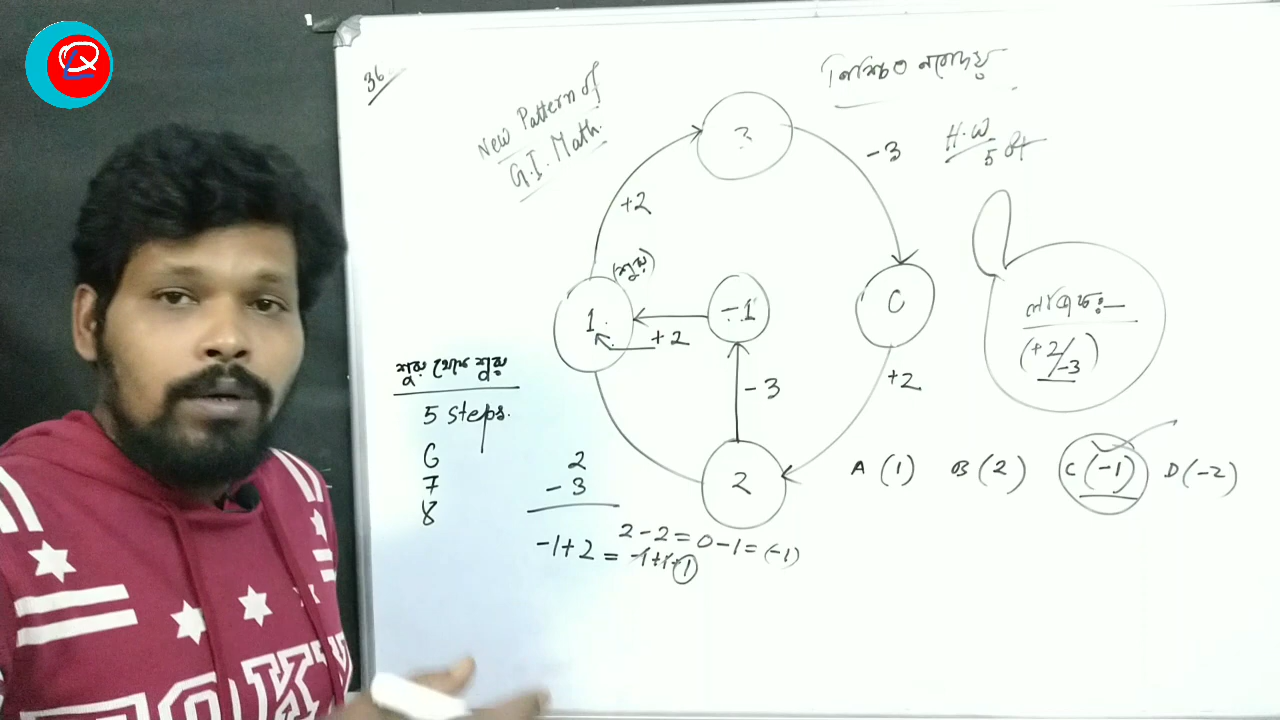 36
New Pattern of
G.I. Math.
নিশ্চিত নবোদয়
H.W
3
-3
+2
(শুরু)
1.
-1
0
+2
-3
+2
2
(+2/-3)
শুরু থেকে শুরু
5 steps.
6
7
8
2
-3
-1+2 = -1+1+1
2-2=0-1=(-1)
A (1) B (2) C (-1) D (-2)